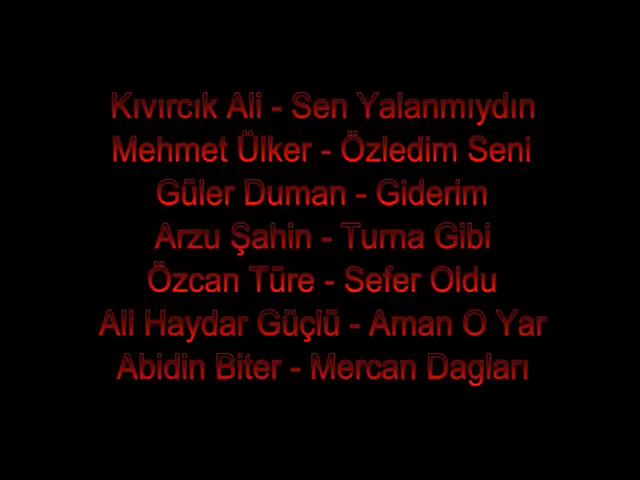 Kıvırcık Ali - Sen Yalanmıydın
Mehmet Ülker - Özledim Seni
Güler Duman - Giderim
Arzu Şahin - Turna Gibi
Özcan Türe - Sefer Oldu
Ali Haydar Güçlü - Aman O Yar
Abidin Biter - Mercan Dagları